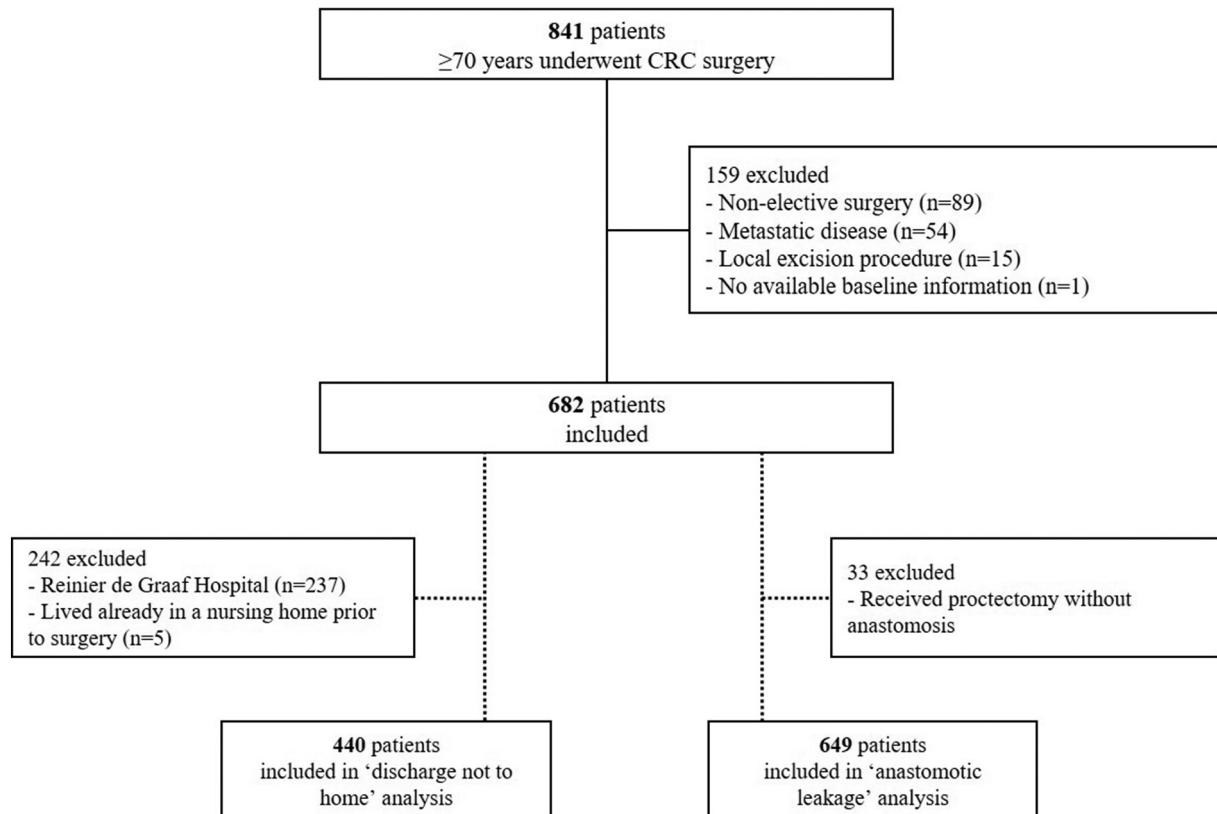 841 patients
≥70 years underwent CRC surgery
159 excluded
- Non-elective surgery (n=89)
- Metastatic disease (n=54)
- Local excision procedure (n=15)
- No available baseline information (n=1)
682 patients
included
242 excluded
- Reinier de Graaf Hospital (n=237)
- Lived already in a nursing home prior
to surgery (n=5)
33 excluded
- Received proctectomy without
anastomosis
440 patients
included in ‘discharge not to
home’ analysis
649 patients
included in ‘anastomotic
leakage’ analysis